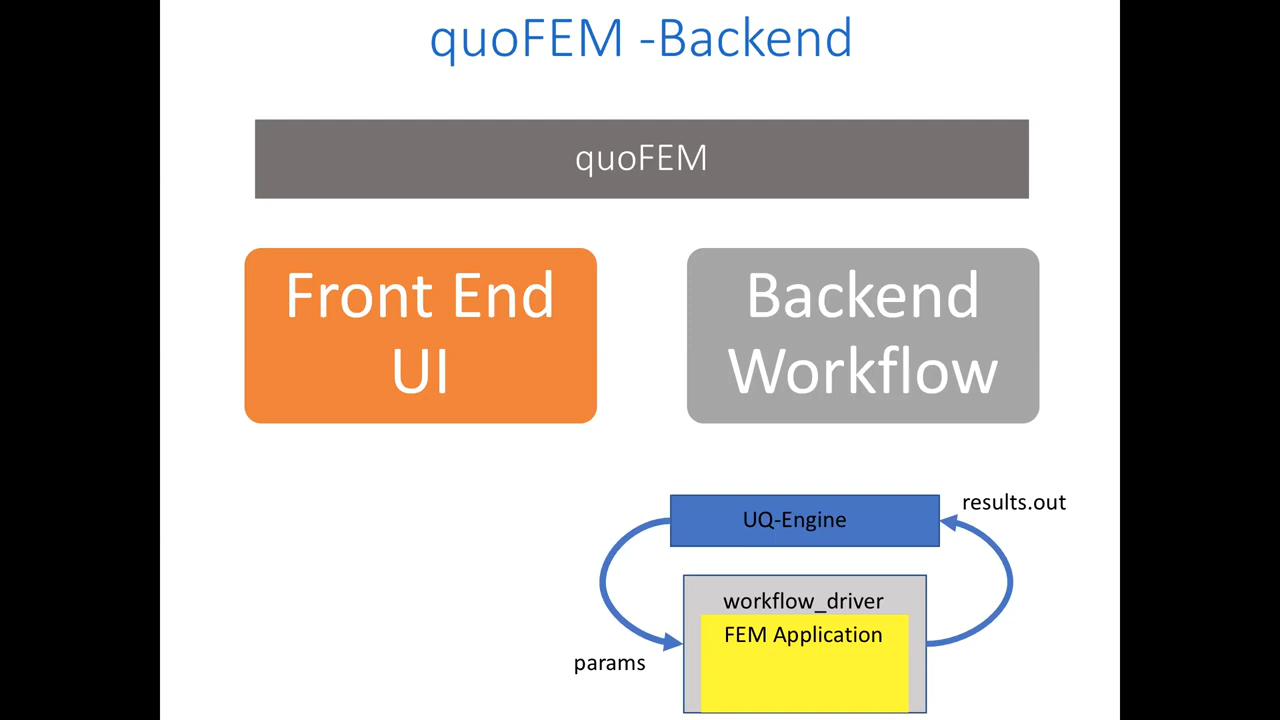 quoFEM -Backend
quoFEM
Front End
UI
Backend
Workflow
results.out
UQ-Engine
workflow_driver
FEM Application
params